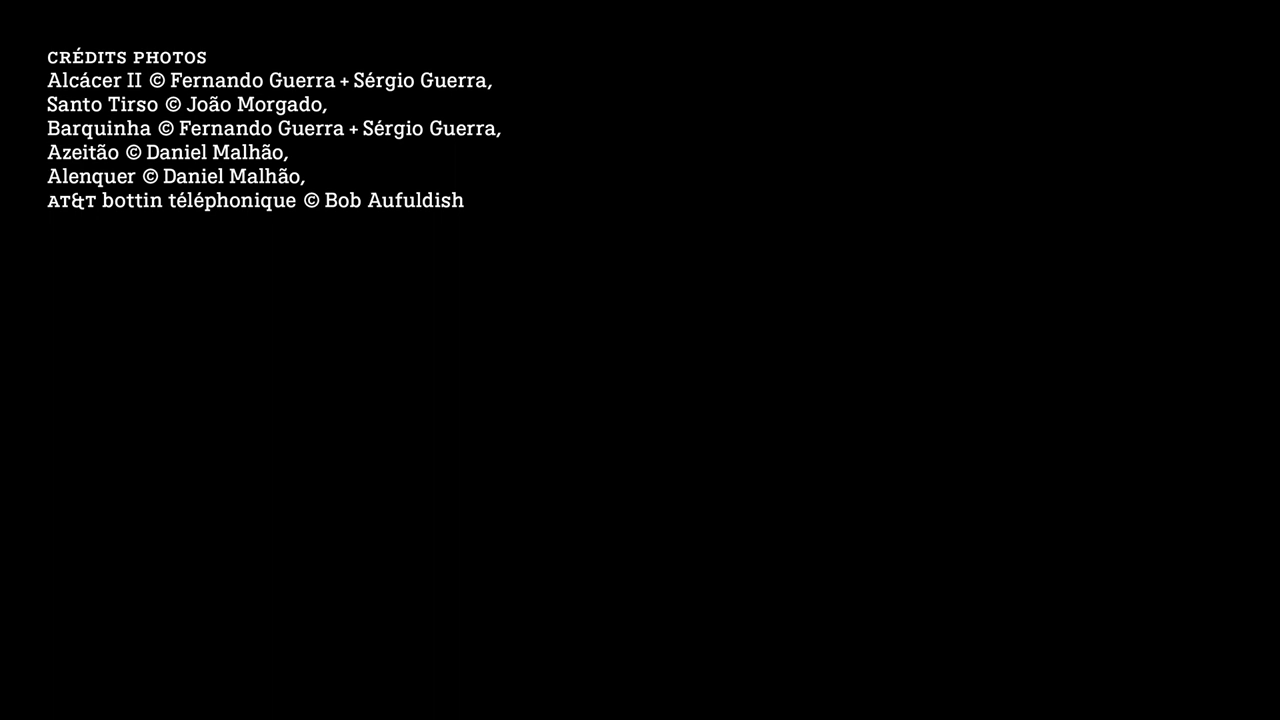 CRÉDITS PHOTOS
Alcácer II © Fernando Guerra + Sérgio Guerra,
Santo Tirso © João Morgado,
Barquinha © Fernando Guerra + Sérgio Guerra,
Azeitão © Daniel Malhão,
Alenquer © Daniel Malhão,
AT&T bottin téléphonique © Bob Aufuldish